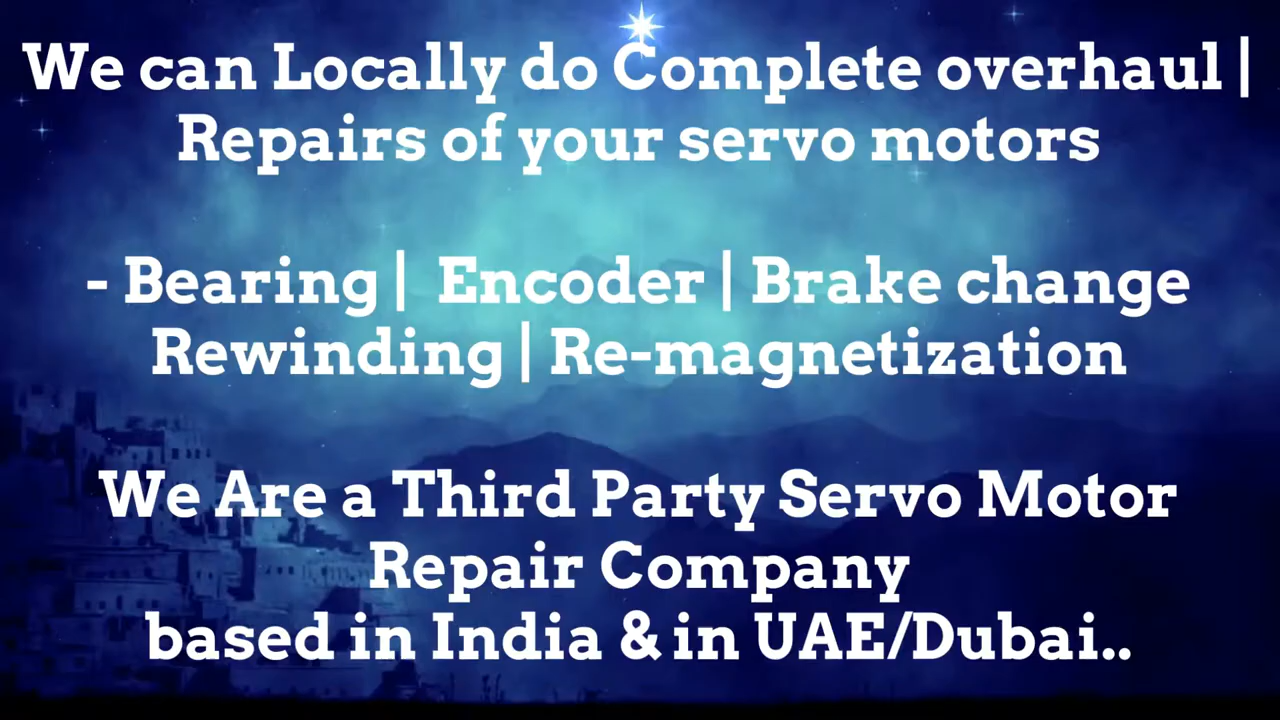 We can Locally do Complete overhaul |
Repairs of your servo motors
- Bearing | Encoder | Brake change
Rewinding | Re-magnetization
We Are a Third Party Servo Motor
Repair Company
based in India & in UAE/Dubai..